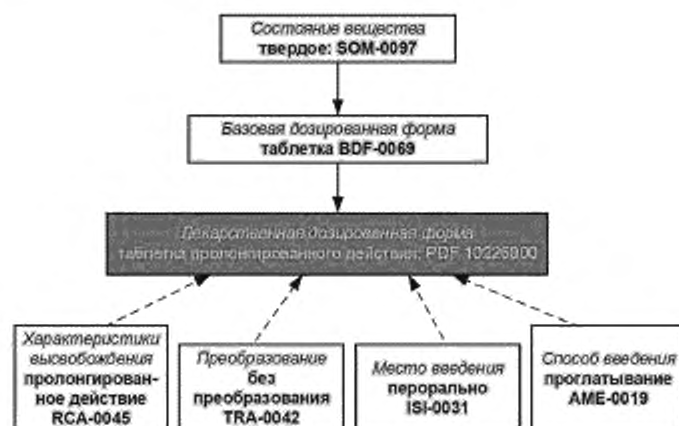 Состояние вещества
твердое: SOM-0097
Базовая дозированная форма
таблетка BDF-0069
Лекарственная дозированная форма
таблетка пролонгированного действия: PDF 10226000
Характеристики
высвобождения
пролонгирован-
ное действие
RCA-0045
Преобразование
без
преобразования
TRA-0042
Место введения
перорально
ISI-0031
Способ введения
проглатывание
AME-0019